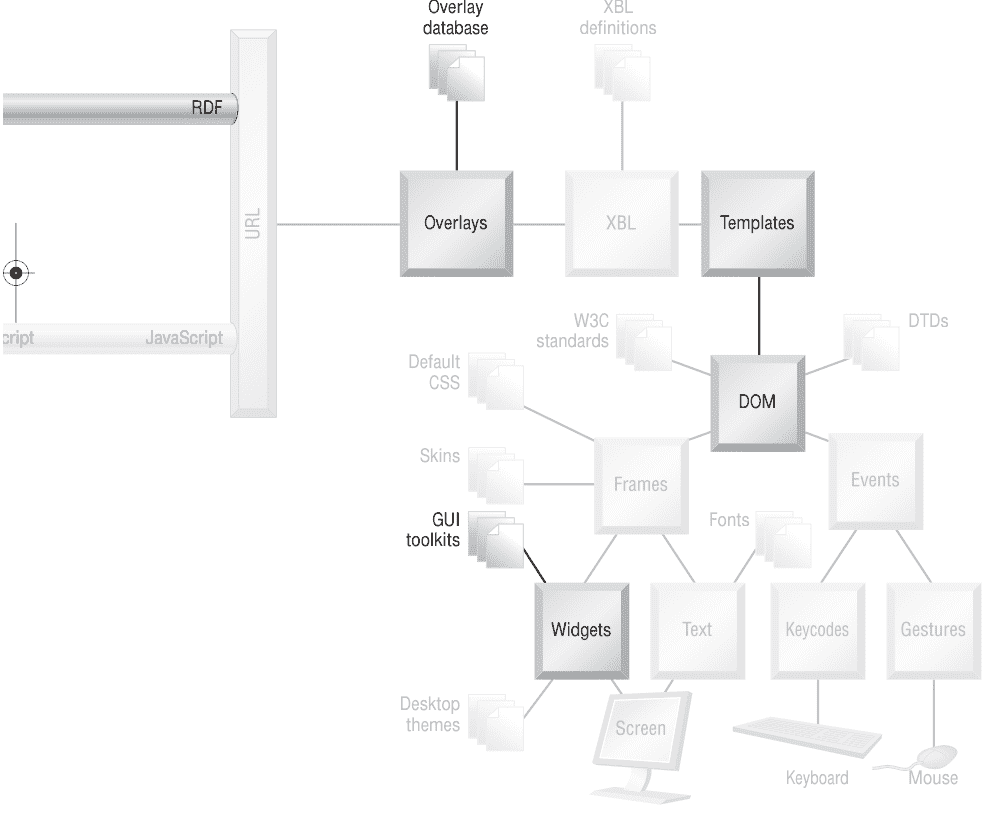 Overlay
database
XBL
definitions
RDF
URL
Overlays
XBL
Templates
cript
JavaScript
W3C
standards
DTDs
Default
CSS
DOM
Skins
Frames
Events
GUI
toolkits
Fonts
Widgets
Text
Keycodes
Gestures
Desktop
themes
Screen
Keyboard
Mouse